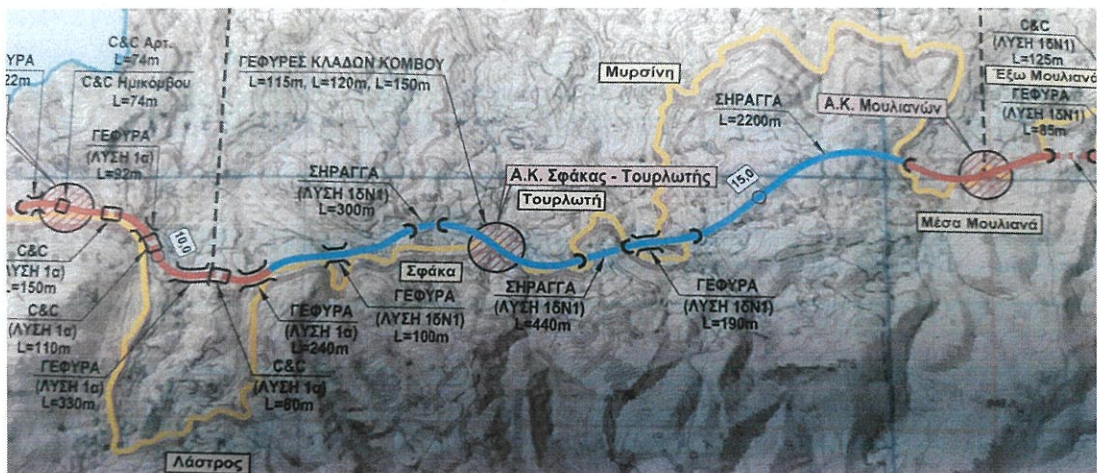 C&C Αρτ.
L=74m
C&C Ημικόμβου
L=74m
ΓΕΦΥΡΑ
(ΛΥΣΗ 1α)
L=92m
ΓΕΦΥΡΕΣ ΚΛΑΔΩΝ ΚΟΜΒΟΥ
L=115m, L=120m, L=150m
Μυρσίνη
ΣΗΡΑΓΓΑ
L=2200m
Α.Κ. Μουλιανών
C&C
(ΛΥΣΗ 1δΝ1)
L=125m
Έξω Μουλιανά
ΓΕΦΥΡΑ
(ΛΥΣΗ 1δΝ1)
L=85m
ΣΗΡΑΓΓΑ
(ΛΥΣΗ 1δΝ1)
L=300m
Α.Κ. Σφάκας - Τουρλωτής
Τουρλωτή
15,0
Μέσα Μουλιανά
10,0
C&C
(ΛΥΣΗ 1α)
L=150m
C&C
(ΛΥΣΗ 1α)
L=110m
ΓΕΦΥΡΑ
(ΛΥΣΗ 1α)
L=330m
Σφάκα
ΓΕΦΥΡΑ
(ΛΥΣΗ 1α)
L=240m
ΓΕΦΥΡΑ
(ΛΥΣΗ 1δΝ1)
L=100m
ΣΗΡΑΓΓΑ
(ΛΥΣΗ 1δΝ1)
L=440m
ΓΕΦΥΡΑ
(ΛΥΣΗ 1δΝ1)
L=190m
C&C
(ΛΥΣΗ 1α)
L=80m
Λάστρος